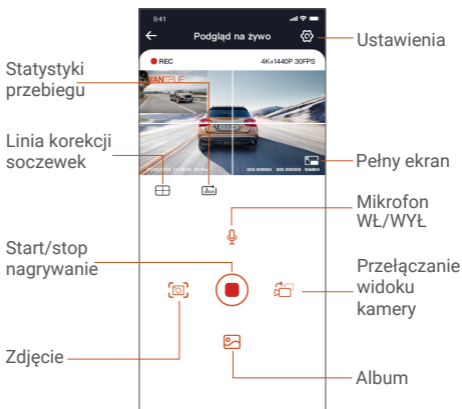 9:41
Podgląd na żywo
REC
4K+1440P 30FPS
VANTRUE
Ustawienia
Statystyki
przebiegu
Linia korekcji
soczewek
Pełny ekran
Mikrofon
WŁ/WYŁ
Start/stop
nagrywanie
Przełączanie
widoku
kamery
Zdjęcie
Album